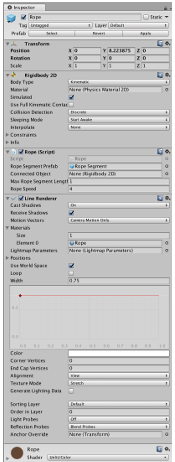 Inspector
Rope Static
Tag Untagged Layer Default
Prefab Select Revert Apply
Transform
Position X 0 Y 8.223875 Z 0
Rotation X 0 Y 0 Z 0
Scale X 1 Y 1 Z 1
Rigidbody 2D
Body Type Kinematic
Material None (Physics Material 2D)
Simulated
Use Full Kinematic Contac
Collision Detection Discrete
Sleeping Mode Start Awake
Interpolate None
Constraints
Info
Rope (Script)
Script Rope
Rope Segment Prefab Rope Segment
Connected Object None (Rigidbody 2D)
Max Rope Segment Lengt 1
Rope Speed 4
Line Renderer
Cast Shadows On
Receive Shadows
Motion Vectors Camera Motion Only
Materials
Size 1
Element 0 Rope
Lightmap Parameters None (Lightmap Parameters)
Positions
Use World Space
Loop
Width 0.75
Color
Corner Vertices 0
End Cap Vertices 0
Alignment View
Texture Mode Stretch
Generate Lighting Data
Sorting Layer Default
Order in Layer 0
Light Probes Off
Reflection Probes Blend Probes
Anchor Override None (Transform)
Rope
Shader Unlit/Color